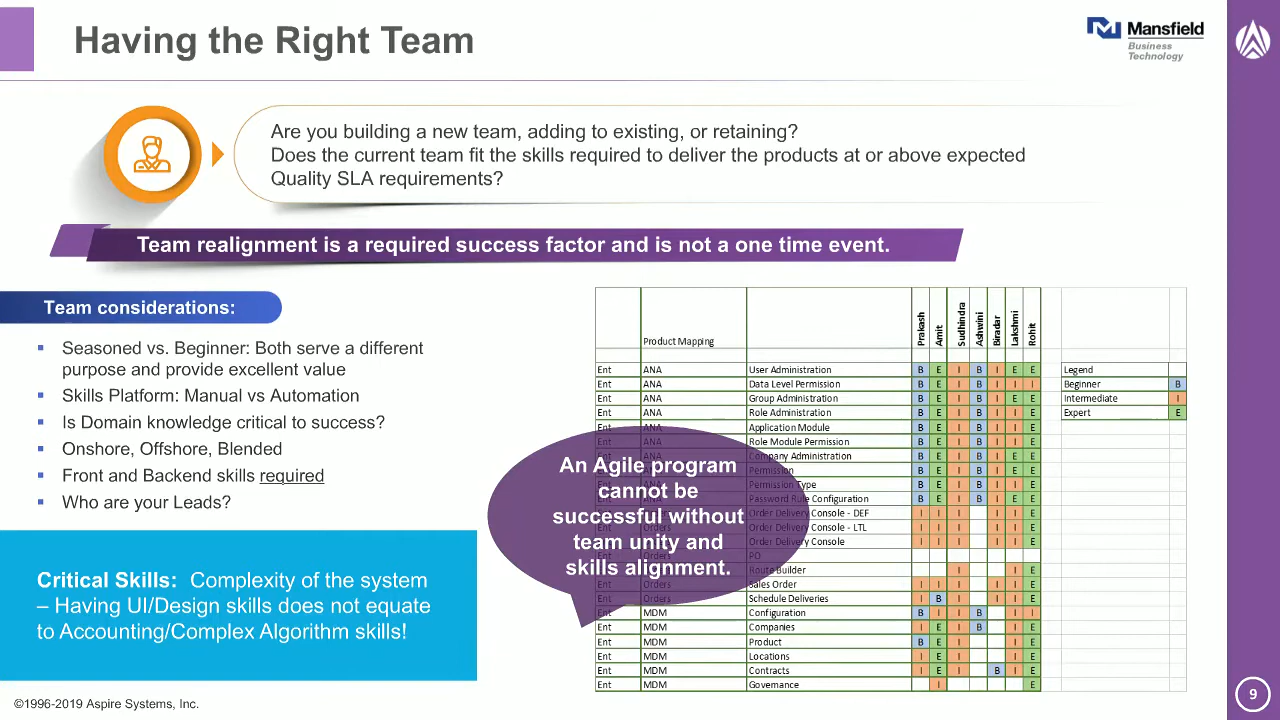 Having the Right Team
Mansfield
Business
Technology
Are you building a new team, adding to existing, or retaining?
Does the current team fit the skills required to deliver the products at or above expected
Quality SLA requirements?
Team realignment is a required success factor and is not a one time event.
Team considerations:
▪ Seasoned vs. Beginner: Both serve a different
purpose and provide excellent value
▪ Skills Platform: Manual vs Automation
▪ Is Domain knowledge critical to success?
▪ Onshore, Offshore, Blended
▪ Front and Backend skills required
▪ Who are your Leads?
Critical Skills: Complexity of the system
– Having UI/Design skills does not equate
to Accounting/Complex Algorithm skills!
Product Mapping Prakash Amit Sudhindra Ashwini Biradar Lakshmi Rohit
Ent ANA User Administration B E I B I E E
Ent ANA Data Level Permission B E I B I I I
Ent ANA Group Administration B E I B I E E
Ent ANA Role Administration B E I B I I E
Ent ANA Application Module B E I B I I E
Ent ANA Role Module Permission B E I B I I E
Ent ANA Company Administration B E I B I E E
Permission B E I B I E E
Permission Type B E I B I I E
Password Rule Configuration B E I B I E E
Order Delivery Console - DEF I I I I I E
Order Delivery Console - LTL I I I I I E
Order Delivery Console I I I I I E
PO
Route Builder I I E
Ent Orders Sales Order I I I I I E
Ent Orders Schedule Deliveries I B I I I E
Ent MDM Configuration B I I B I I
Ent MDM Companies I E I B I E
Ent MDM Product B E I I E
Ent MDM Locations I E I I E
Ent MDM Contracts I E I B I E
Ent MDM Governance I E
Legend
Beginner B
Intermediate I
Expert E
An Agile program
cannot be
successful without
team unity and
skills alignment.
©1996-2019 Aspire Systems, Inc.
9